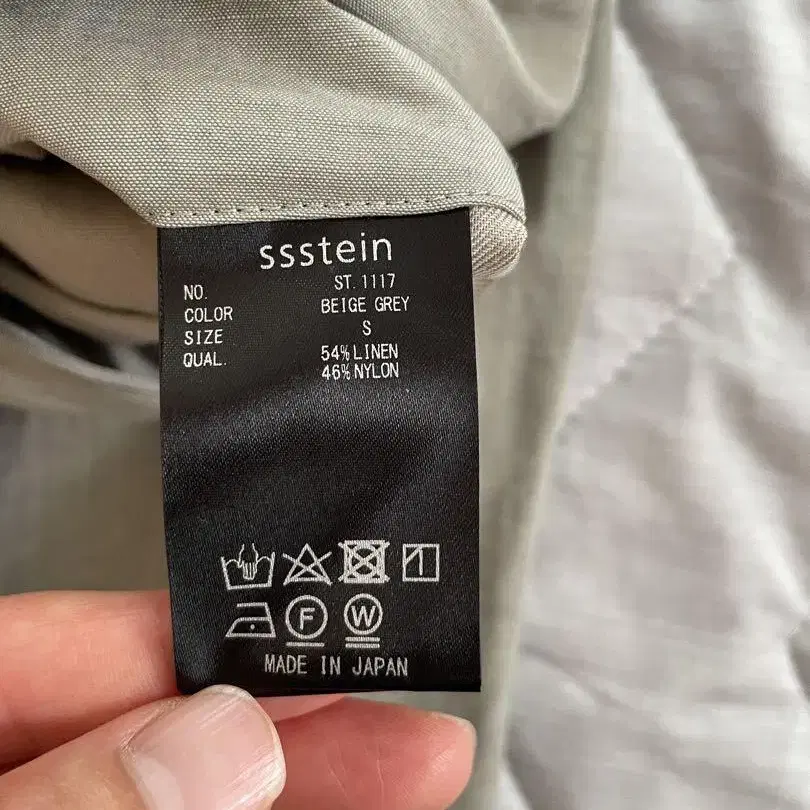 ssstein
NO. ST.1117
COLOR BEIGE GREY
SIZE S
QUAL. 54%LINEN
46%NYLON
F W
MADE IN JAPAN